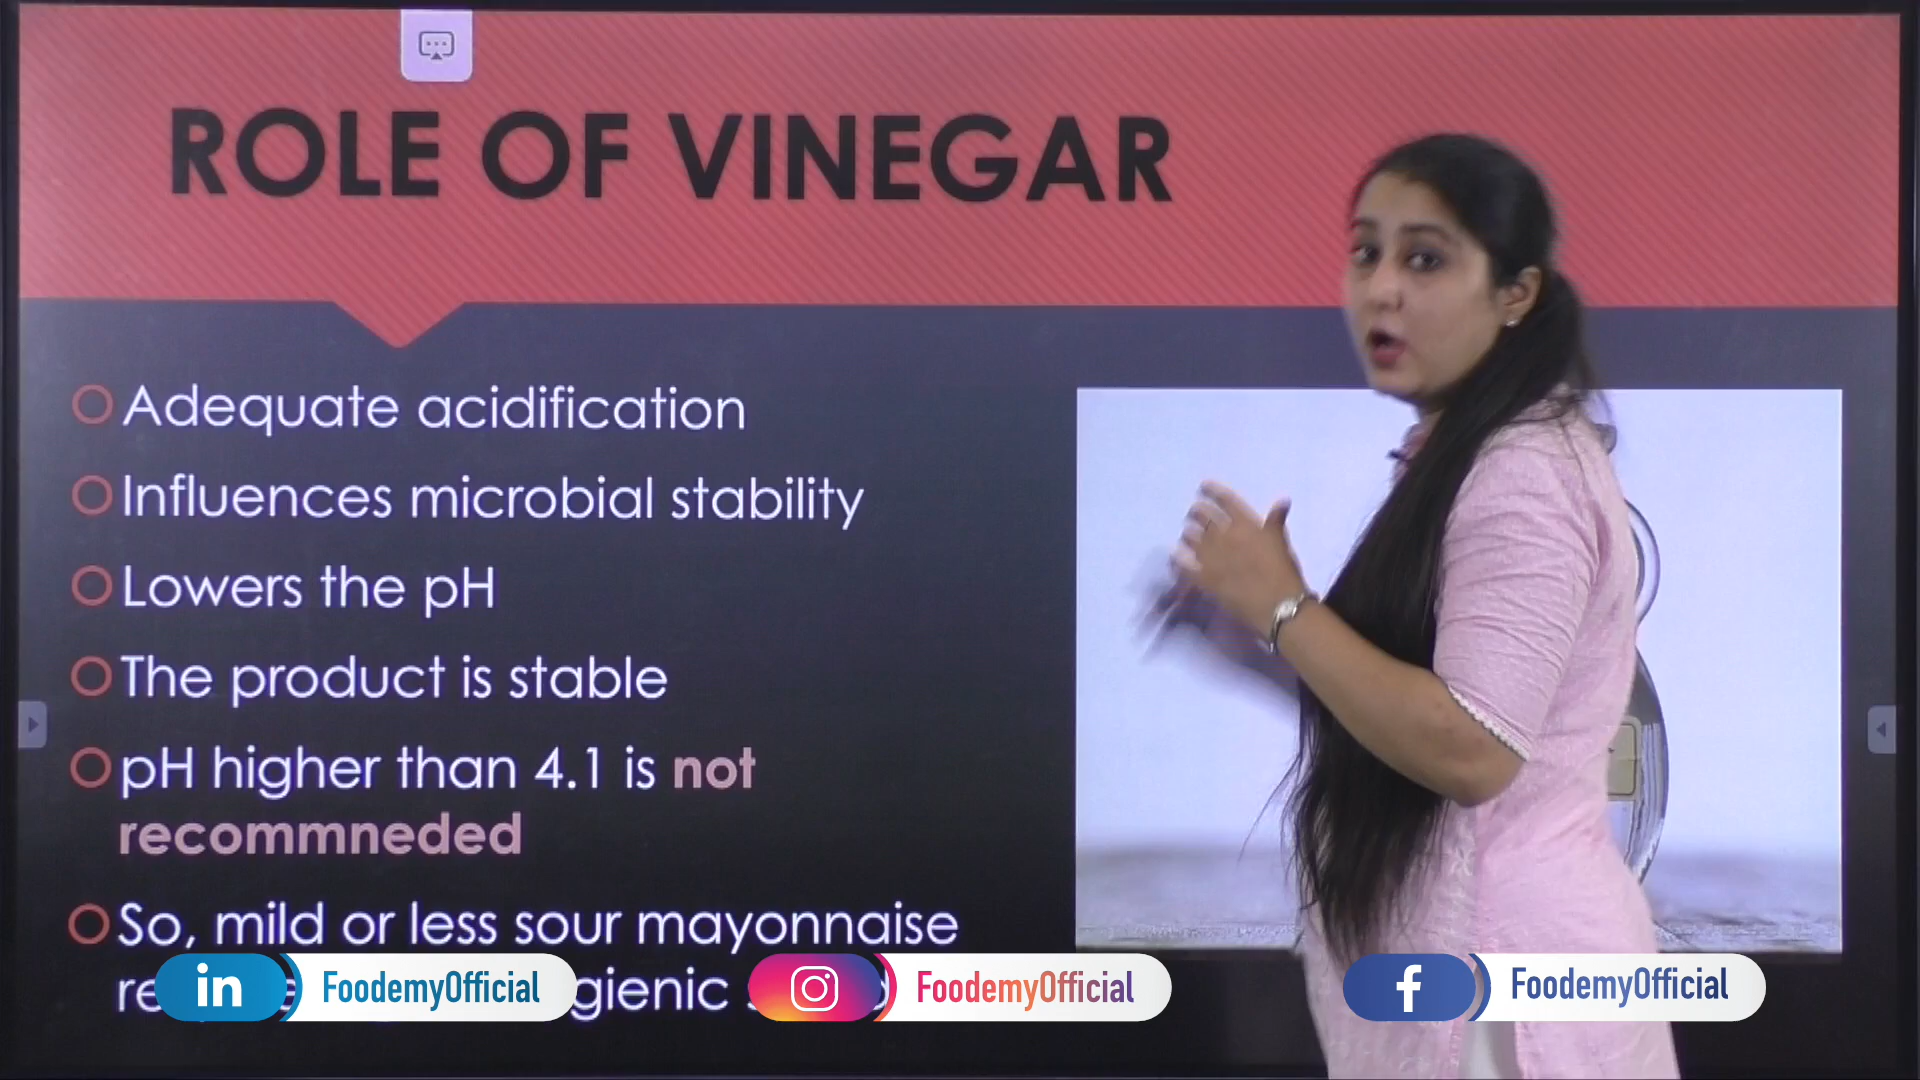 ROLE OF VINEGAR
Adequate acidification
Influences microbial stability
Lowers the pH
The product is stable
pH higher than 4.1 is not
recommneded
So, mild or less sour mayonnaise
in FoodemyOfficial
FoodemyOfficial
f FoodemyOfficial